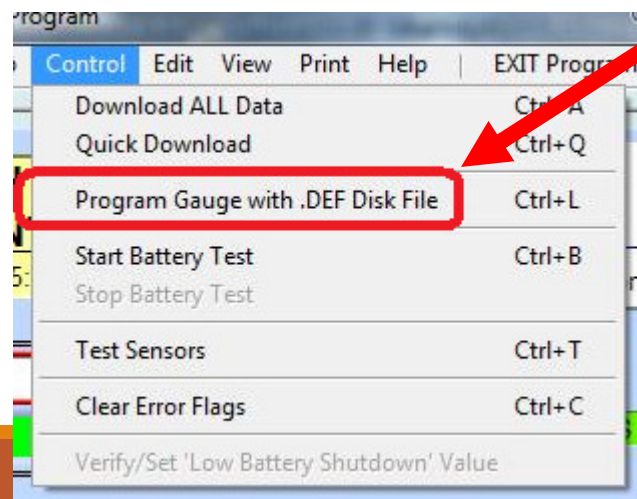 Program
Control Edit View Print Help | EXIT Program
Download ALL Data Ctrl+A
Quick Download Ctrl+Q
Program Gauge with .DEF Disk File Ctrl+L
Start Battery Test Ctrl+B
Stop Battery Test
Test Sensors Ctrl+T
Clear Error Flags Ctrl+C
Verify/Set 'Low Battery Shutdown' Value